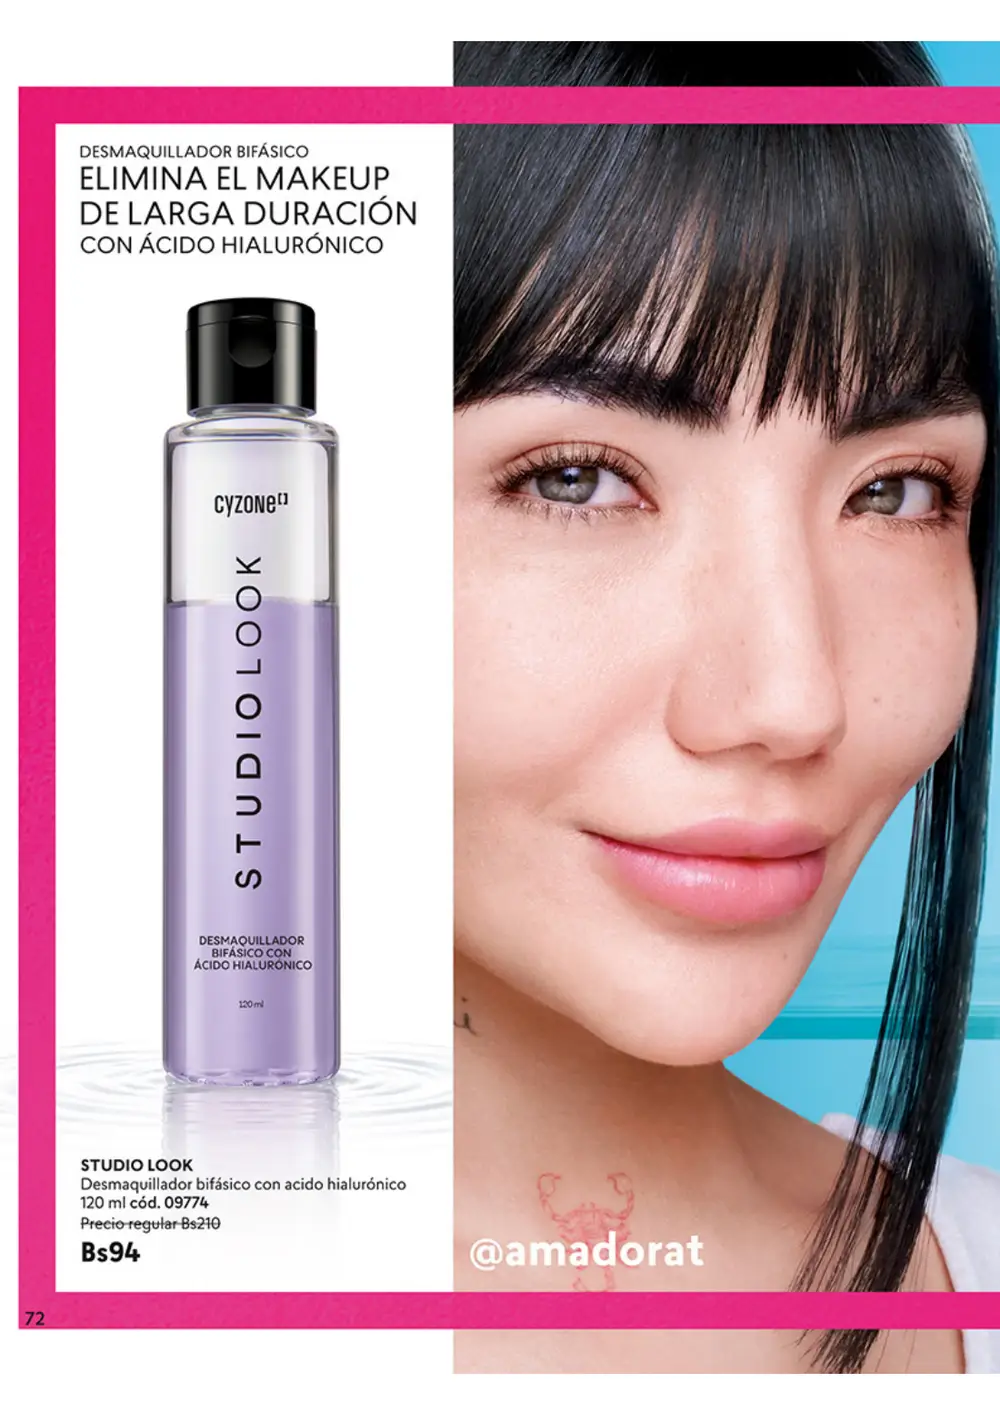 DESMAQUILLADOR BIFÁSICO
ELIMINA EL MAKEUP
DE LARGA DURACIÓN
CON ÁCIDO HIALURÓNICO
cyzone
STUDIOLOOK
DESMAQUILLADOR
BIFÁSICO CON
ÁCIDO HIALURÓNICO
120 ml
STUDIO LOOK
Desmaquillador bifásico con acido hialurónico
120 ml cód. 09774
Precio regular Bs210
Bs94
@amadorat
72